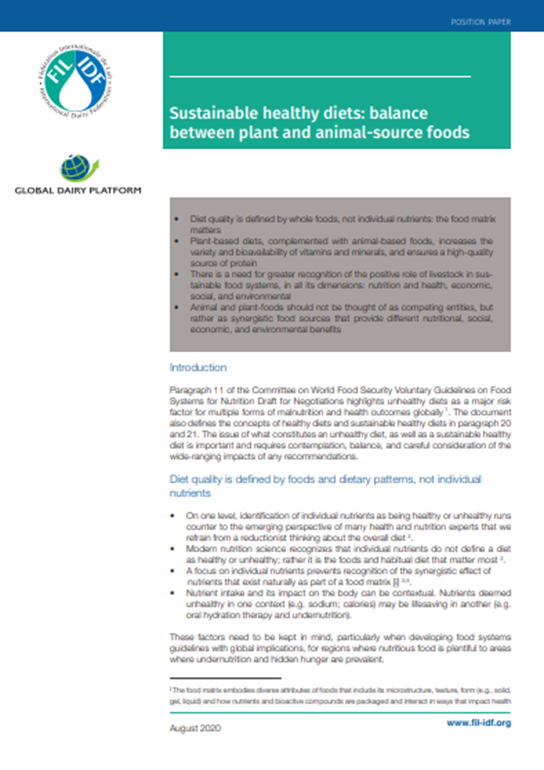 POSITION PAPER
Fédération Internationale du Lait
FIL IDF
International Dairy Federation
Sustainable healthy diets: balance
between plant and animal-source foods
GLOBAL DAIRY PLATFORM
• Diet quality is defined by whole foods, not individual nutrients: the food matrix
matters
• Plant-based diets, complemented with animal-based foods, increases the
variety and bioavailability of vitamins and minerals, and ensures a high-quality
source of protein
• There is a need for greater recognition of the positive role of livestock in sus-
tainable food systems, in all its dimensions: nutrition and health, economic,
social, and environmental
• Animal and plant-foods should not be thought of as competing entities, but
rather as synergistic food sources that provide different nutritional, social,
economic, and environmental benefits
Introduction
Paragraph 11 of the Committee on World Food Security Voluntary Guidelines on Food
Systems for Nutrition Draft for Negotiations highlights unhealthy diets as a major risk
factor for multiple forms of malnutrition and health outcomes globally ¹. The document
also defines the concepts of healthy diets and sustainable healthy diets in paragraph 20
and 21. The issue of what constitutes an unhealthy diet, as well as a sustainable healthy
diet is important and requires contemplation, balance, and careful consideration of the
wide-ranging impacts of any recommendations.
Diet quality is defined by foods and dietary patterns, not individual
nutrients
• On one level, identification of individual nutrients as being healthy or unhealthy runs
counter to the emerging perspective of many health and nutrition experts that we
refrain from a reductionist thinking about the overall diet ².
• Modern nutrition science recognizes that individual nutrients do not define a diet
as healthy or unhealthy; rather it is the foods and habitual diet that matter most ².
• A focus on individual nutrients prevents recognition of the synergistic effect of
nutrients that exist naturally as part of a food matrix [i]
• Nutrient intake and its impact on the body can be contextual. Nutrients deemed
unhealthy in one context (e.g. sodium; calories) may be lifesaving in another (e.g.
oral hydration therapy and undernutrition).
These factors need to be kept in mind, particularly when developing food systems
guidelines with global implications, for regions where nutritious food is plentiful to areas
where undernutrition and hidden hunger are prevalent.
ⁱ The food matrix embodies diverse attributes of foods that include its microstructure, texture, form (e.g., solid,
gel, liquid) and how nutrients and bioactive compounds are packaged and interact in ways that impact health
August 2020
www.fil-idf.org